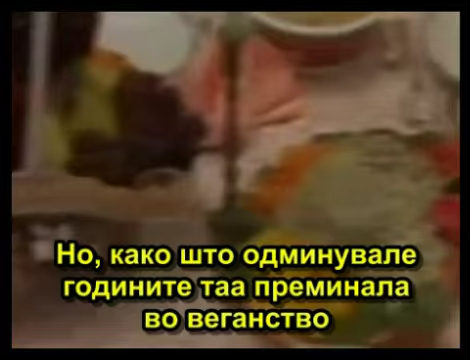 Но, како што одминувале
годините таа преминала
во веганство